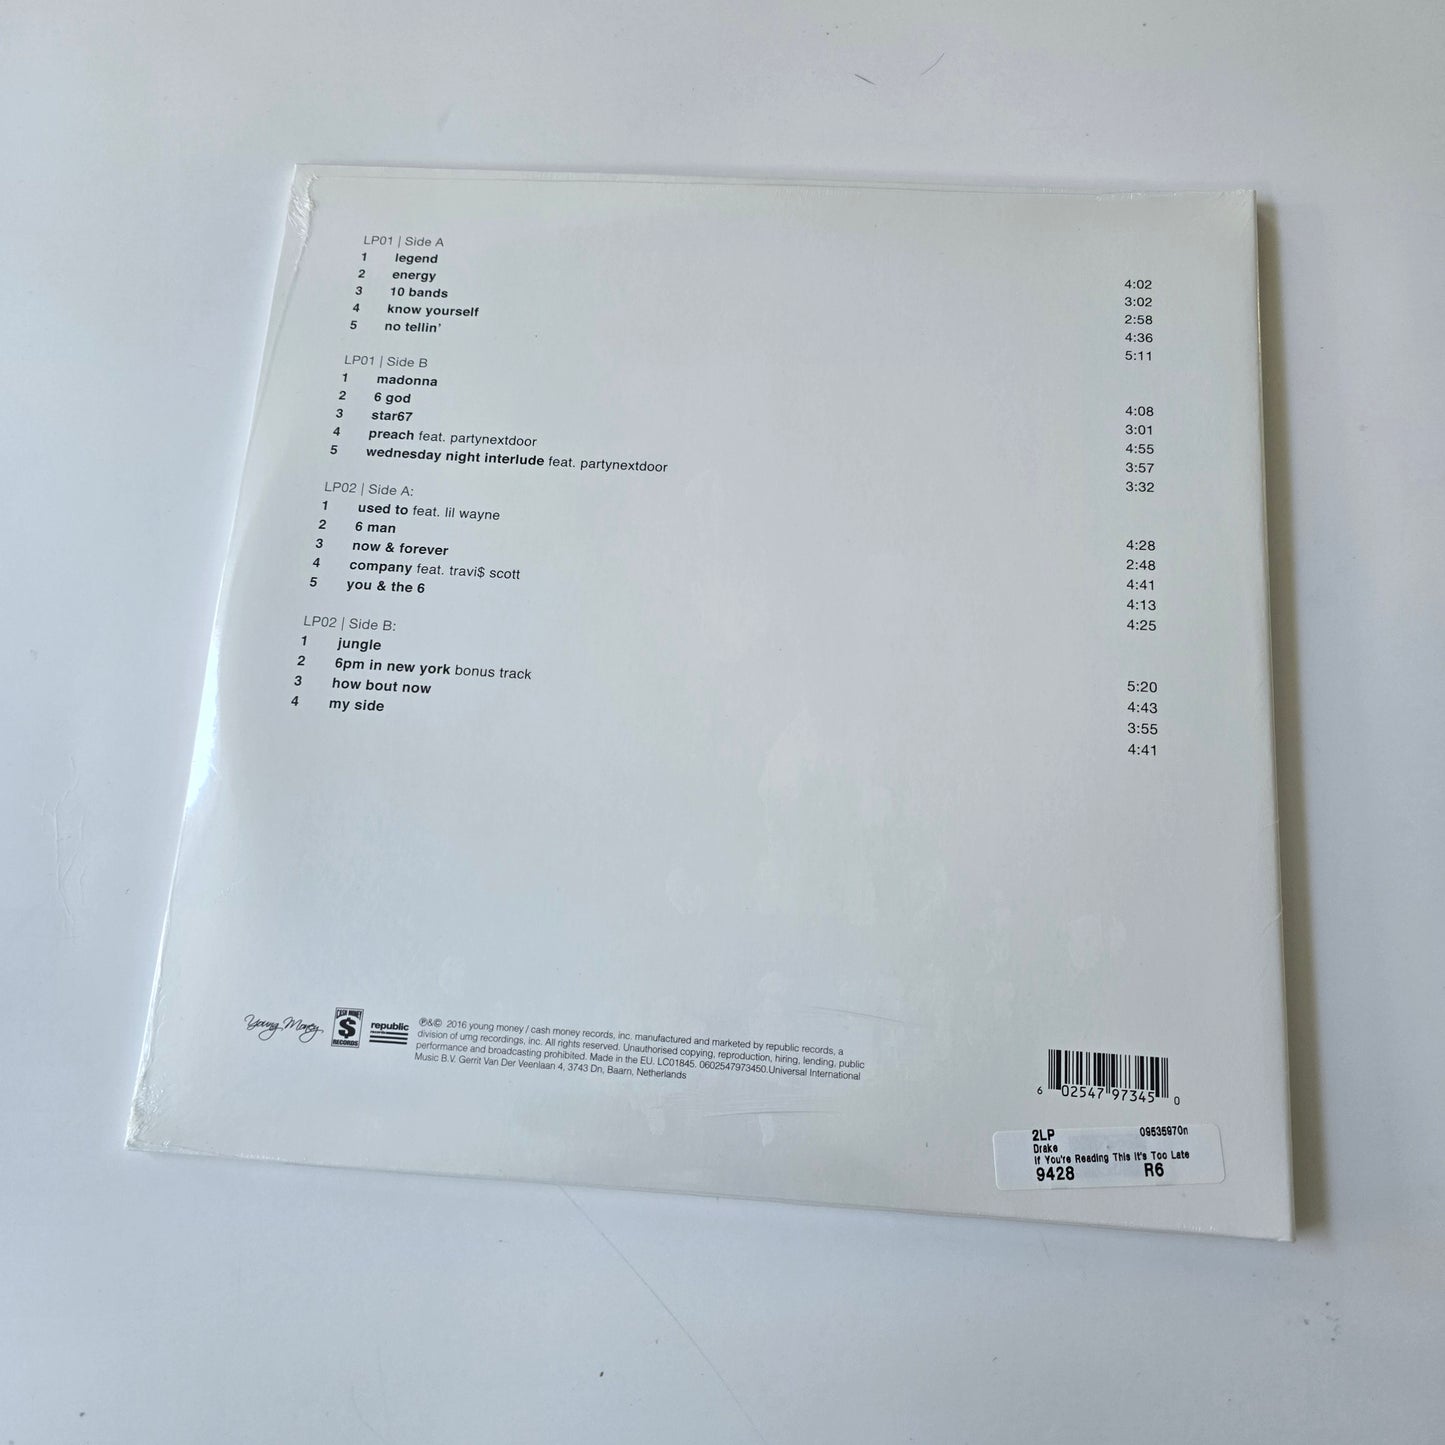 LP01 | Side A
1 legend 4:02
2 energy 3:02
3 10 bands 2:58
4 know yourself 4:36
5 no tellin' 5:11
LP01 | Side B
1 madonna 4:08
2 6 god 3:01
3 star67 4:55
4 preach feat. partynextdoor 3:57
5 wednesday night interlude feat. partynextdoor 3:32
LP02 | Side A:
1 used to feat. lil wayne 4:28
2 6 man 2:48
3 now & forever 4:41
4 company feat. travi$ scott 4:13
5 you & the 6 4:25
LP02 | Side B:
1 jungle 5:20
2 6pm in new york bonus track 4:43
3 how bout now 3:55
4 my side 4:41
Young Money
CASH MONEY
$
RECORDS
republic
records
℗&© 2016 young money / cash money records, inc. manufactured and marketed by republic records, a
division of umg recordings, inc. All rights reserved. Unauthorised copying, reproduction, hiring, lending, public
performance and broadcasting prohibited. Made in the EU. LC01845. 0602547973450.Universal International
Music B.V. Gerrit Van Der Veenlaan 4, 3743 Dn, Baarn, Netherlands
6 02547 97345 0
2LP 09535970n
Drake
If You're Reading This It's Too Late
9428 R6